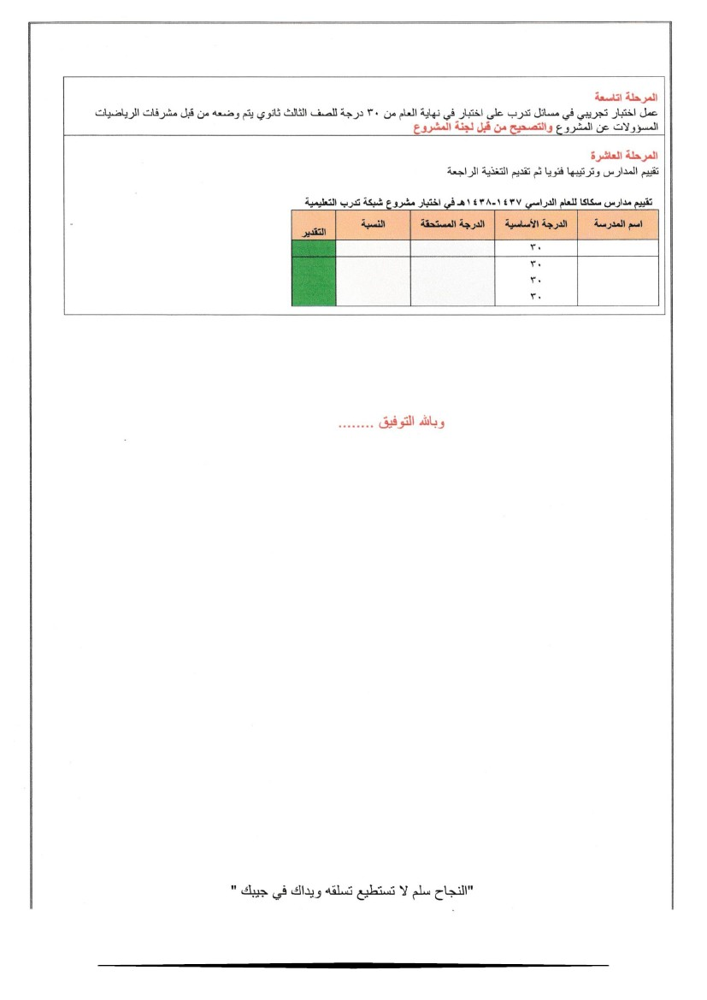 المرحلة اتاسعة
عمل اختبار تجريبي في مسائل تدرب على اختبار في نهاية العام من ٣٠ درجة للصف الثالث ثانوي يتم وضعه من قبل مشرفات الرياضيات
المسؤولات عن المشروع والتصحيح من قبل لجنة المشروع
المرحلة العاشرة
تقييم المدارس وترتيبها فنويا ثم تقديم التغذية الراجعة
تقييم مدارس سكاكا للعام الدراسي ١٤٣٧-١٤٣٨هـ في اختبار مشروع شبكة تدرب التعليمية
اسم المدرسة الدرجة الأساسية الدرجة المستحقة النسبة التقدير
٣٠
٣٠
٣٠
٣٠
وبالله التوفيق ........
"النجاح سلم لا تستطيع تسلقه ويداك في جيبك "